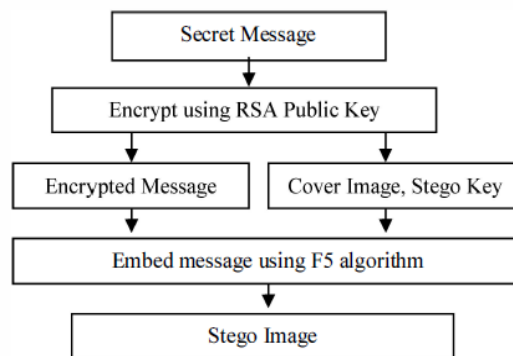 Secret Message
Encrypt using RSA Public Key
Encrypted Message
Cover Image, Stego Key
Embed message using F5 algorithm
Stego Image